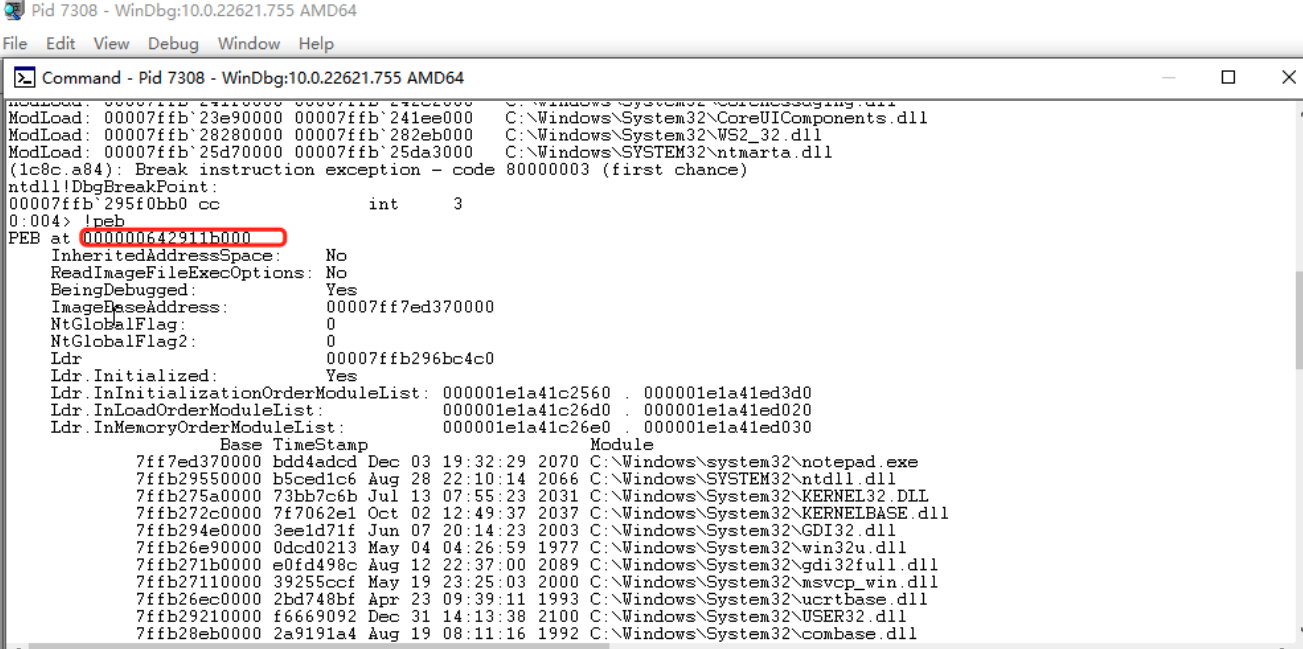 Pid 7308 - WinDbg:10.0.22621.755 AMD64
File Edit View Debug Window Help
Command - Pid 7308 - WinDbg:10.0.22621.755 AMD64
ModLoad: 00007ffb`23e90000 00007ffb`241ee000 C:\Windows\System32\CoreUIComponents.dll
ModLoad: 00007ffb`28280000 00007ffb`282eb000 C:\Windows\System32\WS2_32.dll
ModLoad: 00007ffb`25d70000 00007ffb`25da3000 C:\Windows\SYSTEM32\ntmarta.dll
(1c8c.a84): Break instruction exception - code 80000003 (first chance)
ntdll!DbgBreakPoint:
00007ffb`295f0bb0 cc int 3
0:004> !peb
PEB at 000000642911b000
InheritedAddressSpace: No
ReadImageFileExecOptions: No
BeingDebugged: Yes
ImageBaseAddress: 00007ff7ed370000
NtGlobalFlag: 0
NtGlobalFlag2: 0
Ldr 00007ffb296bc4c0
Ldr.Initialized: Yes
Ldr.InInitializationOrderModuleList: 000001e1a41c2560 . 000001e1a41ed3d0
Ldr.InLoadOrderModuleList: 000001e1a41c26d0 . 000001e1a41ed020
Ldr.InMemoryOrderModuleList: 000001e1a41c26e0 . 000001e1a41ed030
Base TimeStamp Module
7ff7ed370000 bdd4adcd Dec 03 19:32:29 2070 C:\Windows\system32\notepad.exe
7ffb29550000 b5ced1c6 Aug 28 22:10:14 2066 C:\Windows\SYSTEM32\ntdll.dll
7ffb275a0000 73bb7c6b Jul 13 07:55:23 2031 C:\Windows\System32\KERNEL32.DLL
7ffb272c0000 7f7062e1 Oct 02 12:49:37 2037 C:\Windows\System32\KERNELBASE.dll
7ffb294e0000 3ee1d71f Jun 07 20:14:23 2003 C:\Windows\System32\GDI32.dll
7ffb26e90000 0dcd0213 May 04 04:26:59 1977 C:\Windows\System32\win32u.dll
7ffb271b0000 e0fd498c Aug 12 22:37:00 2089 C:\Windows\System32\gdi32full.dll
7ffb27110000 39255ccf May 19 23:25:03 2000 C:\Windows\System32\msvcp_win.dll
7ffb26ec0000 2bd748bf Apr 23 09:39:11 1993 C:\Windows\System32\ucrtbase.dll
7ffb29210000 f6669092 Dec 31 14:13:38 2100 C:\Windows\System32\USER32.dll
7ffb28eb0000 2a9191a4 Aug 19 08:11:16 1992 C:\Windows\System32\combase.dll